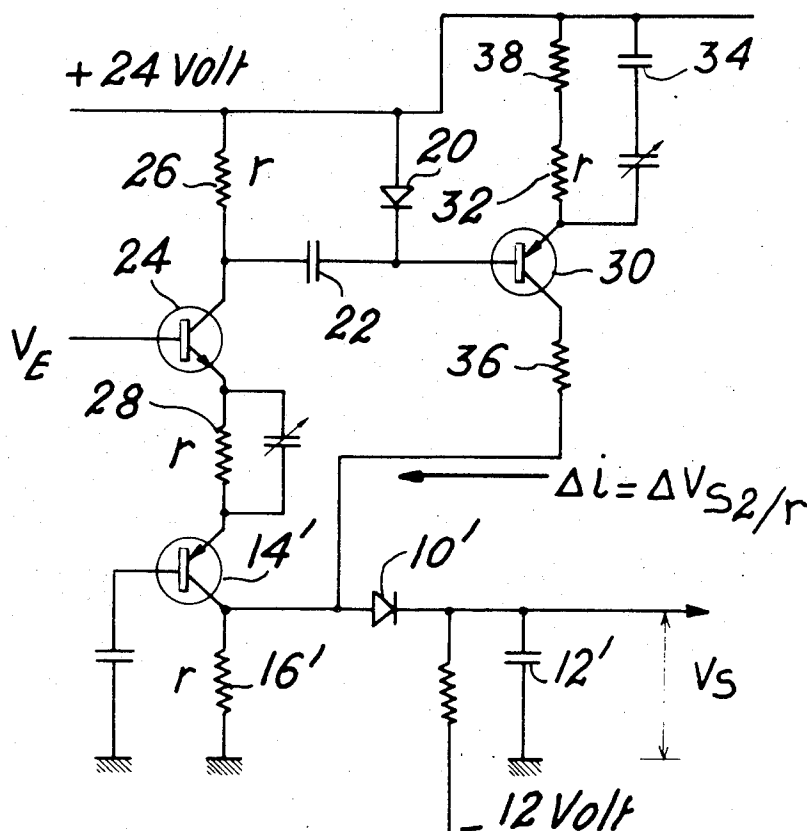 +24 Volt
38
34
26
r
20
32
r
24
22
30
V_E
36
28
r
Δi = ΔV_S2/r
14'
10'
r
16'
12'
V_S
- 12 Volt